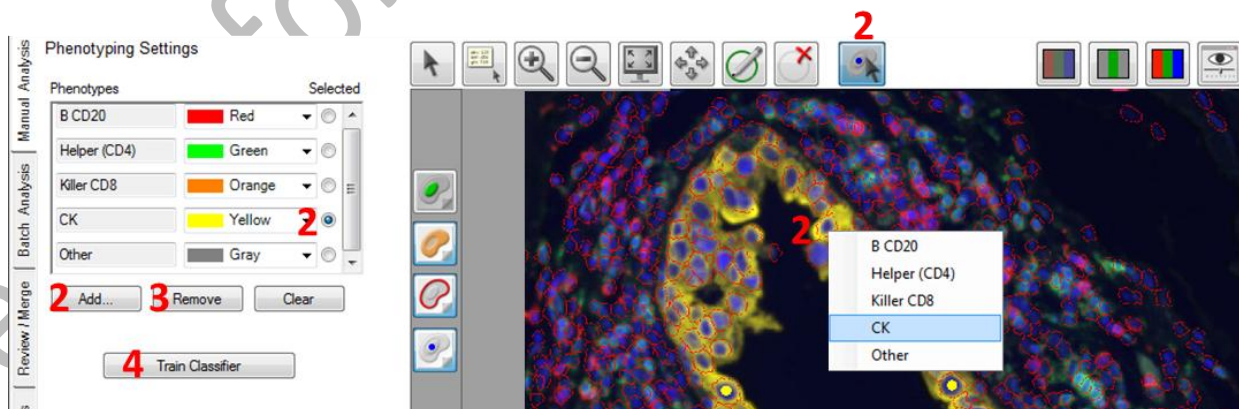 2
Phenotyping Settings
Phenotypes Selected
B CD20 Red
Helper (CD4) Green
Killer CD8 Orange
CK Yellow 2
Other Gray
2 Add... 3 Remove Clear
4 Train Classifier
Manual Analysis
Batch Analysis
Review / Merge
2
B CD20
Helper (CD4)
Killer CD8
CK
Other